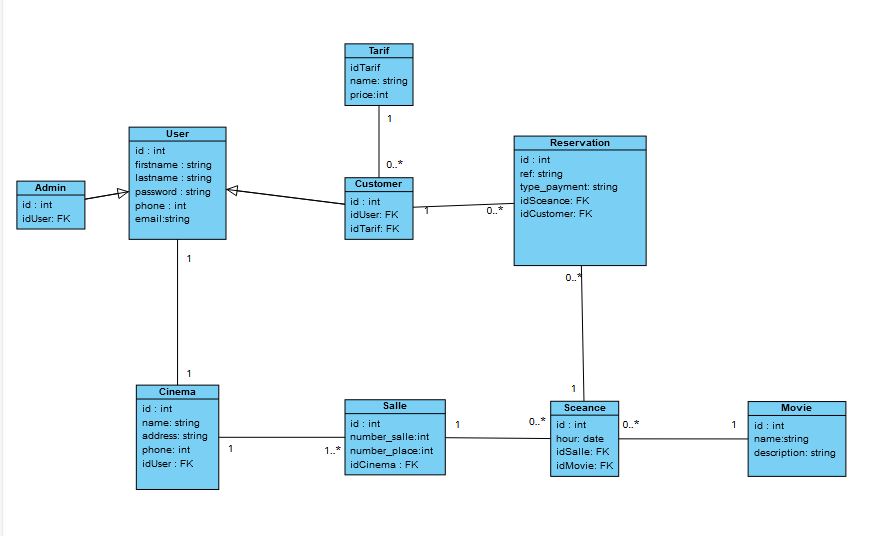 Tarif
idTarif
name: string
price:int
1
0..*
User
id : int
firstname : string
lastname : string
password : string
phone : int
email:string
Admin
id : int
idUser: FK
Customer
id : int
idUser: FK
idTarif: FK
1
0..*
Reservation
id : int
ref: string
type_payment: string
idSceance: FK
idCustomer: FK
0..*
1
1
1
Cinema
id : int
name: string
address: string
phone: int
idUser : FK
1
1..*
Salle
id : int
number_salle:int
number_place:int
idCinema : FK
1
0..*
Sceance
id : int
hour: date
idSalle: FK
idMovie: FK
0..*
1
Movie
id : int
name:string
description: string